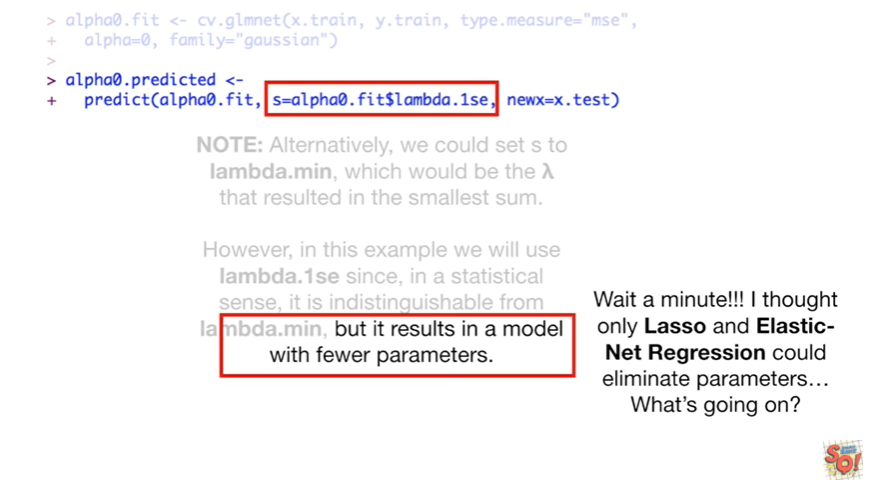 > alpha0.fit <- cv.glmnet(x.train, y.train, type.measure="mse",
+ alpha=0, family="gaussian")
>
> alpha0.predicted <-
+ predict(alpha0.fit, s=alpha0.fit$lambda.1se, newx=x.test)
NOTE: Alternatively, we could set s to
lambda.min, which would be the λ
that resulted in the smallest sum.
However, in this example we will use
lambda.1se since, in a statistical
sense, it is indistinguishable from
lambda.min, but it results in a model
with fewer parameters.
Wait a minute!!! I thought
only Lasso and Elastic-
Net Regression could
eliminate parameters…
What's going on?
SQ!